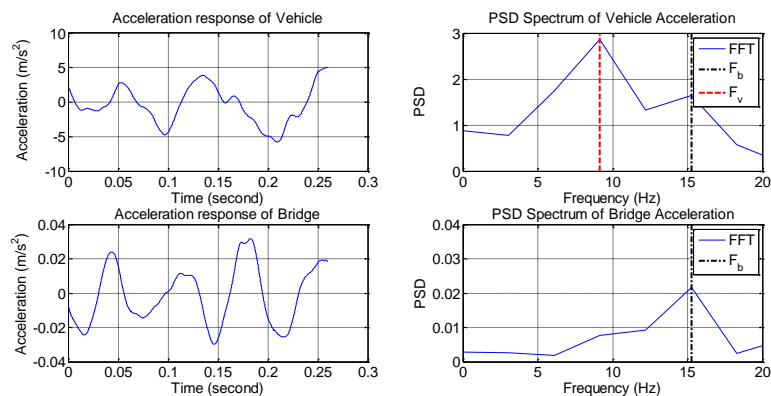 Acceleration response of Vehicle
10
5
0
-5
-10
Acceleration (m/s²)
0
0.05
0.1
0.15
0.2
0.25
0.3
Time (second)
PSD Spectrum of Vehicle Acceleration
3
2
1
0
PSD
FFT
F_b
F_v
0
5
10
15
20
Frequency (Hz)
Acceleration response of Bridge
0.04
0.02
0
-0.02
-0.04
Acceleration (m/s²)
0
0.05
0.1
0.15
0.2
0.25
0.3
Time (second)
PSD Spectrum of Bridge Acceleration
0.04
0.03
0.02
0.01
0
PSD
FFT
F_b
0
5
10
15
20
Frequency (Hz)